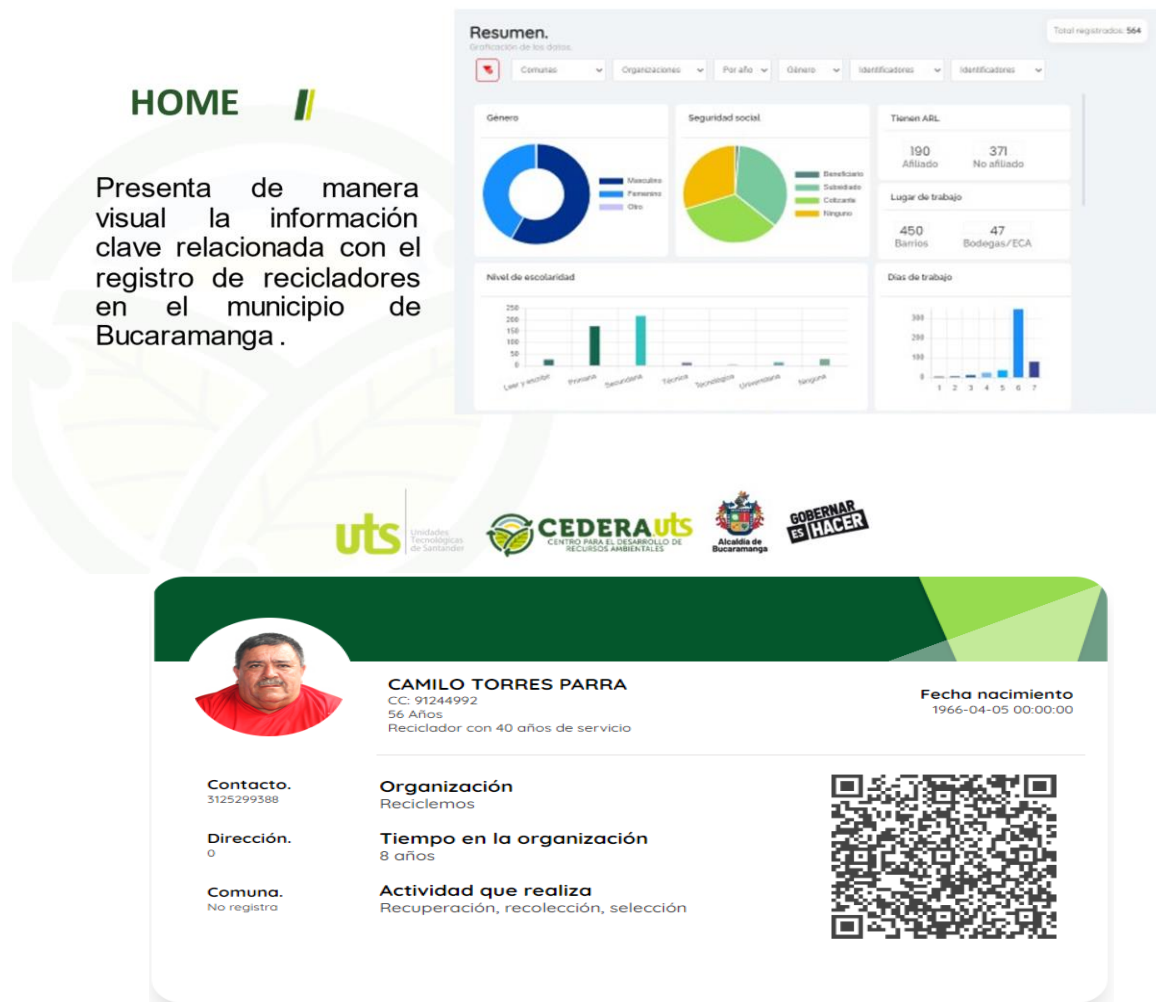 HOME
Presenta de manera
visual la información
clave relacionada con el
registro de recicladores
en el municipio de
Bucaramanga .
Resumen.
Graficación de los datos.
Total registrados: 564
Comunas
Organizaciones
Por año
Género
Identificadores
Identificadores
Género
Masculino
Femenino
Otro
Seguridad social
Beneficiario
Subsidiado
Cotizante
Ninguno
Tienen ARL
190 371
Afiliado No afiliado
Lugar de trabajo
450 47
Barrios Bodegas/ECA
Nivel de escolaridad
250
200
150
100
50
0
Leer y escribir Primaria Secundaria Técnica Tecnológica Universitaria Ninguna
Días de trabajo
300
200
100
0
1 2 3 4 5 6 7
uts
Unidades
Tecnológicas
de Santander
CEDERAuts
CENTRO PARA EL DESARROLLO DE
RECURSOS AMBIENTALES
Alcaldía de
Bucaramanga
GOBERNAR
ES HACER
CAMILO TORRES PARRA
CC: 91244992
56 Años
Reciclador con 40 años de servicio
Fecha nacimiento
1966-04-05 00:00:00
Contacto.
3125299388
Dirección.
0
Comuna.
No registra
Organización
Reciclemos
Tiempo en la organización
8 años
Actividad que realiza
Recuperación, recolección, selección